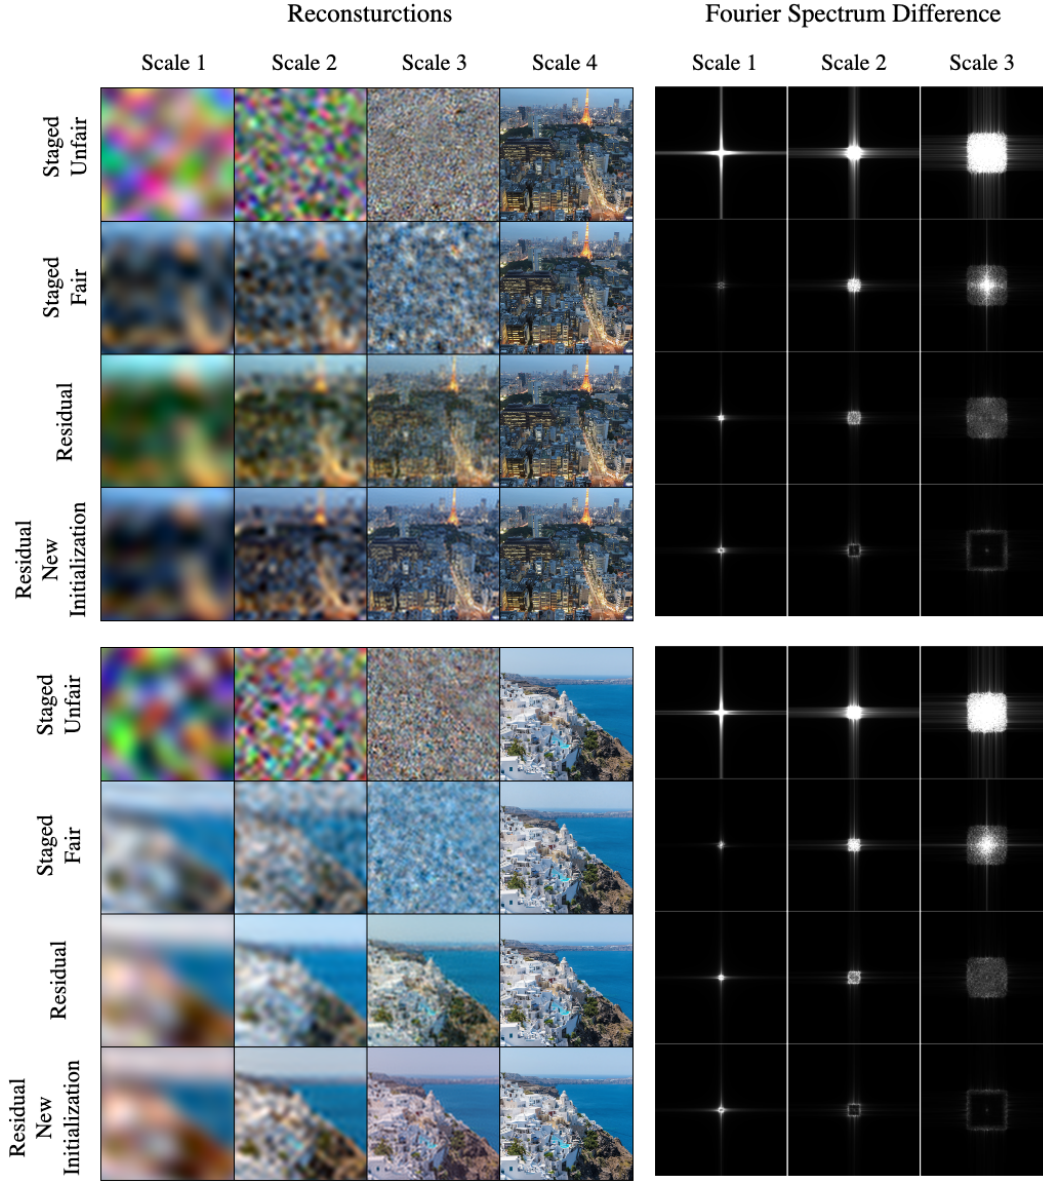 Reconsturctions
Fourier Spectrum Difference
Scale 1
Scale 2
Scale 3
Scale 4
Scale 1
Scale 2
Scale 3
Staged
Unfair
Staged
Fair
Residual
Residual
New
Initialization
Staged
Unfair
Staged
Fair
Residual
Residual
New
Initialization